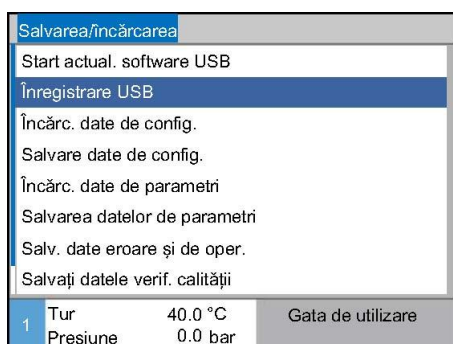 Salvarea/încărcarea
Start actual. software USB
Înregistrare USB
Încărc. date de config.
Salvare date de config.
Încărc. date de parametri
Salvarea datelor de parametri
Salv. date eroare și de oper.
Salvați datele verif. calității
1 Tur 40.0 °C Gata de utilizare
Presiune 0.0 bar